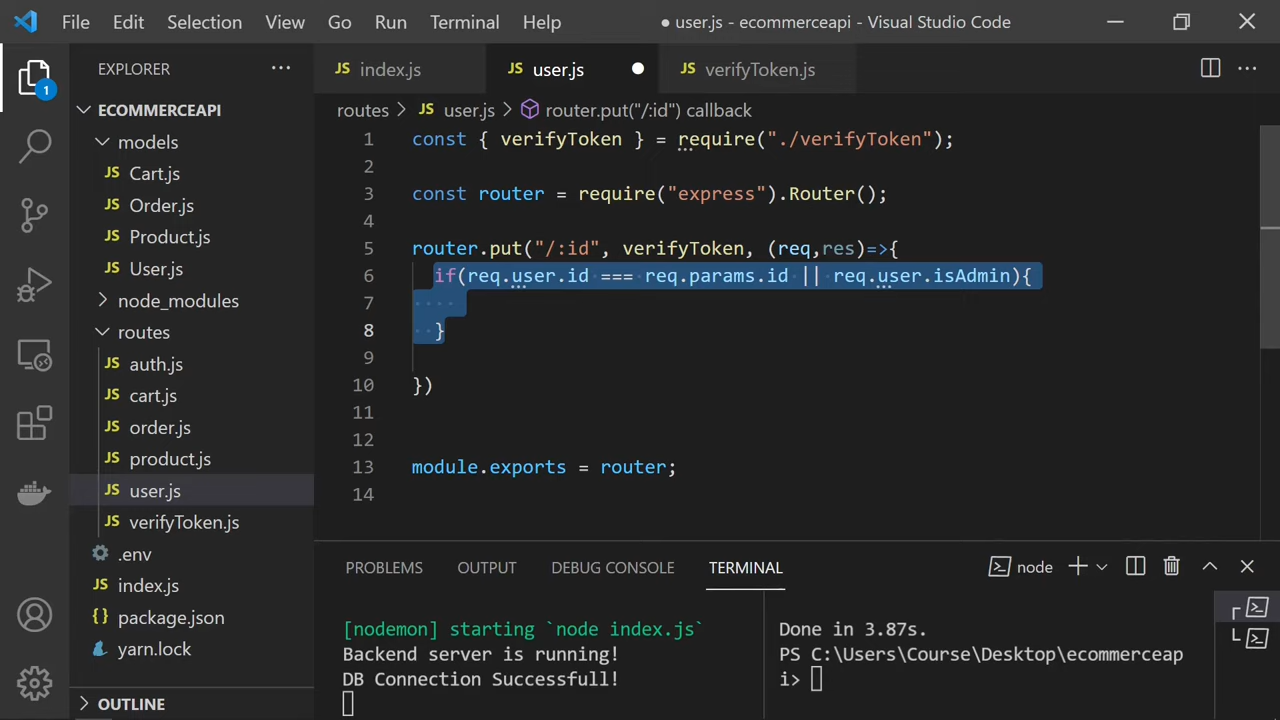 File Edit Selection View Go Run Terminal Help ● user.js - ecommerceapi - Visual Studio Code
EXPLORER ...
JS index.js JS user.js ● JS verifyToken.js ...
1
ECOMMERCEAPI
models
JS Cart.js
JS Order.js
JS Product.js
JS User.js
node_modules
routes
JS auth.js
JS cart.js
JS order.js
JS product.js
JS user.js
JS verifyToken.js
.env
JS index.js
{} package.json
yarn.lock
OUTLINE
routes > JS user.js > router.put("/:id") callback
1 const { verifyToken } = require("./verifyToken");
2
3 const router = require("express").Router();
4
5 router.put("/:id", verifyToken, (req,res)=>{
6 if(req.user.id === req.params.id || req.user.isAdmin){
7
8 }
9
10 })
11
12
13 module.exports = router;
14
PROBLEMS OUTPUT DEBUG CONSOLE TERMINAL node
[nodemon] starting `node index.js`
Backend server is running!
DB Connection Successfull!
Done in 3.87s.
PS C:\Users\Course\Desktop\ecommerceap
i>